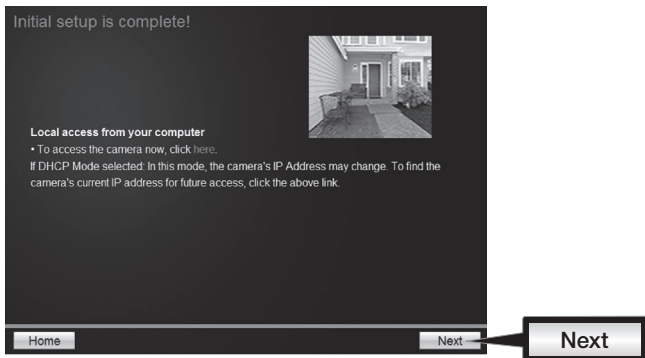 Initial setup is complete!
Local access from your computer
• To access the camera now, click here.
If DHCP Mode selected: In this mode, the camera's IP Address may change. To find the
camera's current IP address for future access, click the above link.
Home
Next
Next